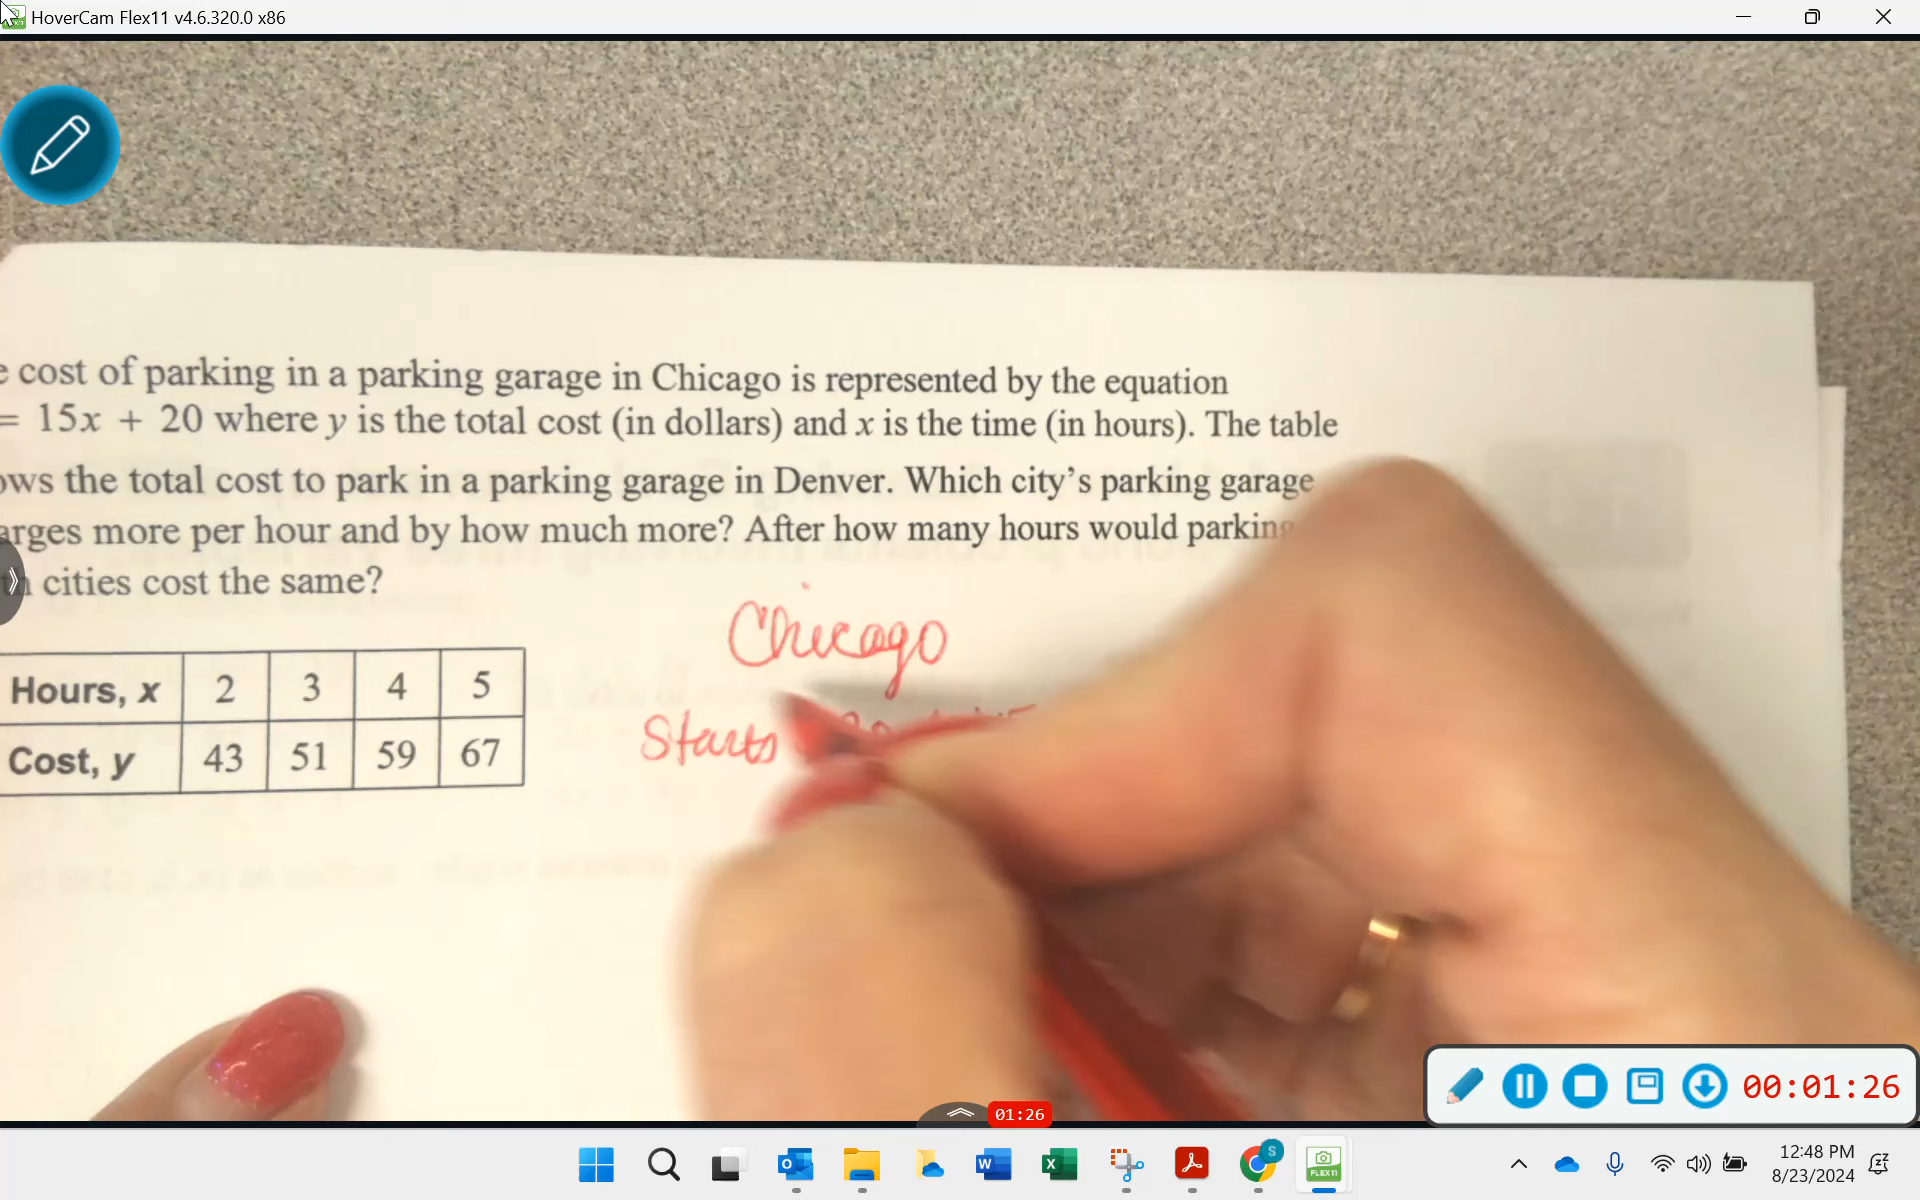 HoverCam Flex11 v4.6.320.0 x86
cost of parking in a parking garage in Chicago is represented by the equation
= 15x + 20 where y is the total cost (in dollars) and x is the time (in hours). The table
ows the total cost to park in a parking garage in Denver. Which city's parking garage
arges more per hour and by how much more? After how many hours would parking
cities cost the same?
Chicago
Hours, x 2 3 4 5
Starts
Cost, y 43 51 59 67
00:01:26
01:26
S
FLEX11
12:48 PM
8/23/2024